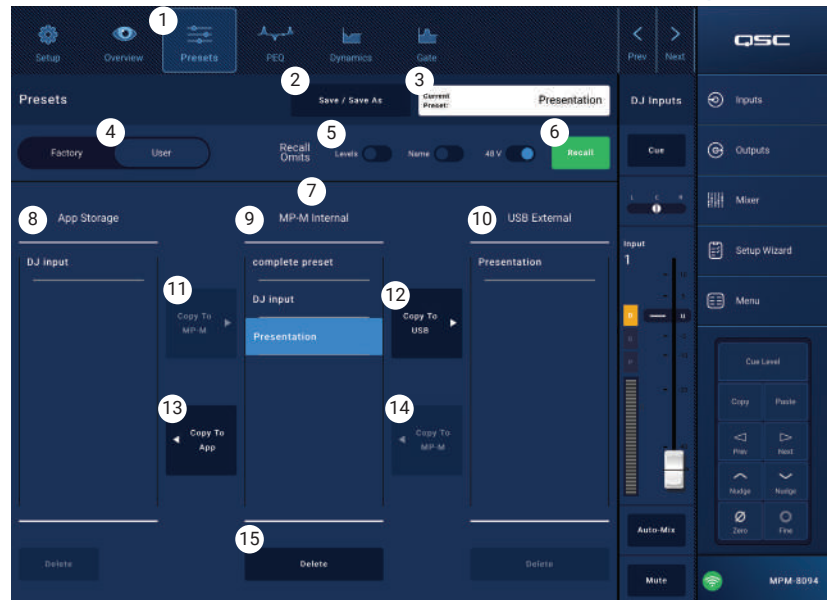 1
Setup Overview Presets PEQ Dynamics Gate Prev Next QSC
2 3
Presets Save / Save As Current Preset: Presentation DJ Inputs Inputs
4 5 6
Factory User Recall Omits Levels Name 48 V Recall Cue Outputs
7
L C R Mixer
8 App Storage 9 MP-M Internal 10 USB External
Input
1
Setup Wizard
DJ input complete preset Presentation
11 DJ input 12 Menu
Copy To MP-M Presentation Copy To USB
Cue Level
13 14 Copy Paste
Copy To App Copy To MP-M Prev Next
Nudge Nudge
Zero Fine
15 Auto-Mix
Delete Delete Delete
Mute MPM-8094